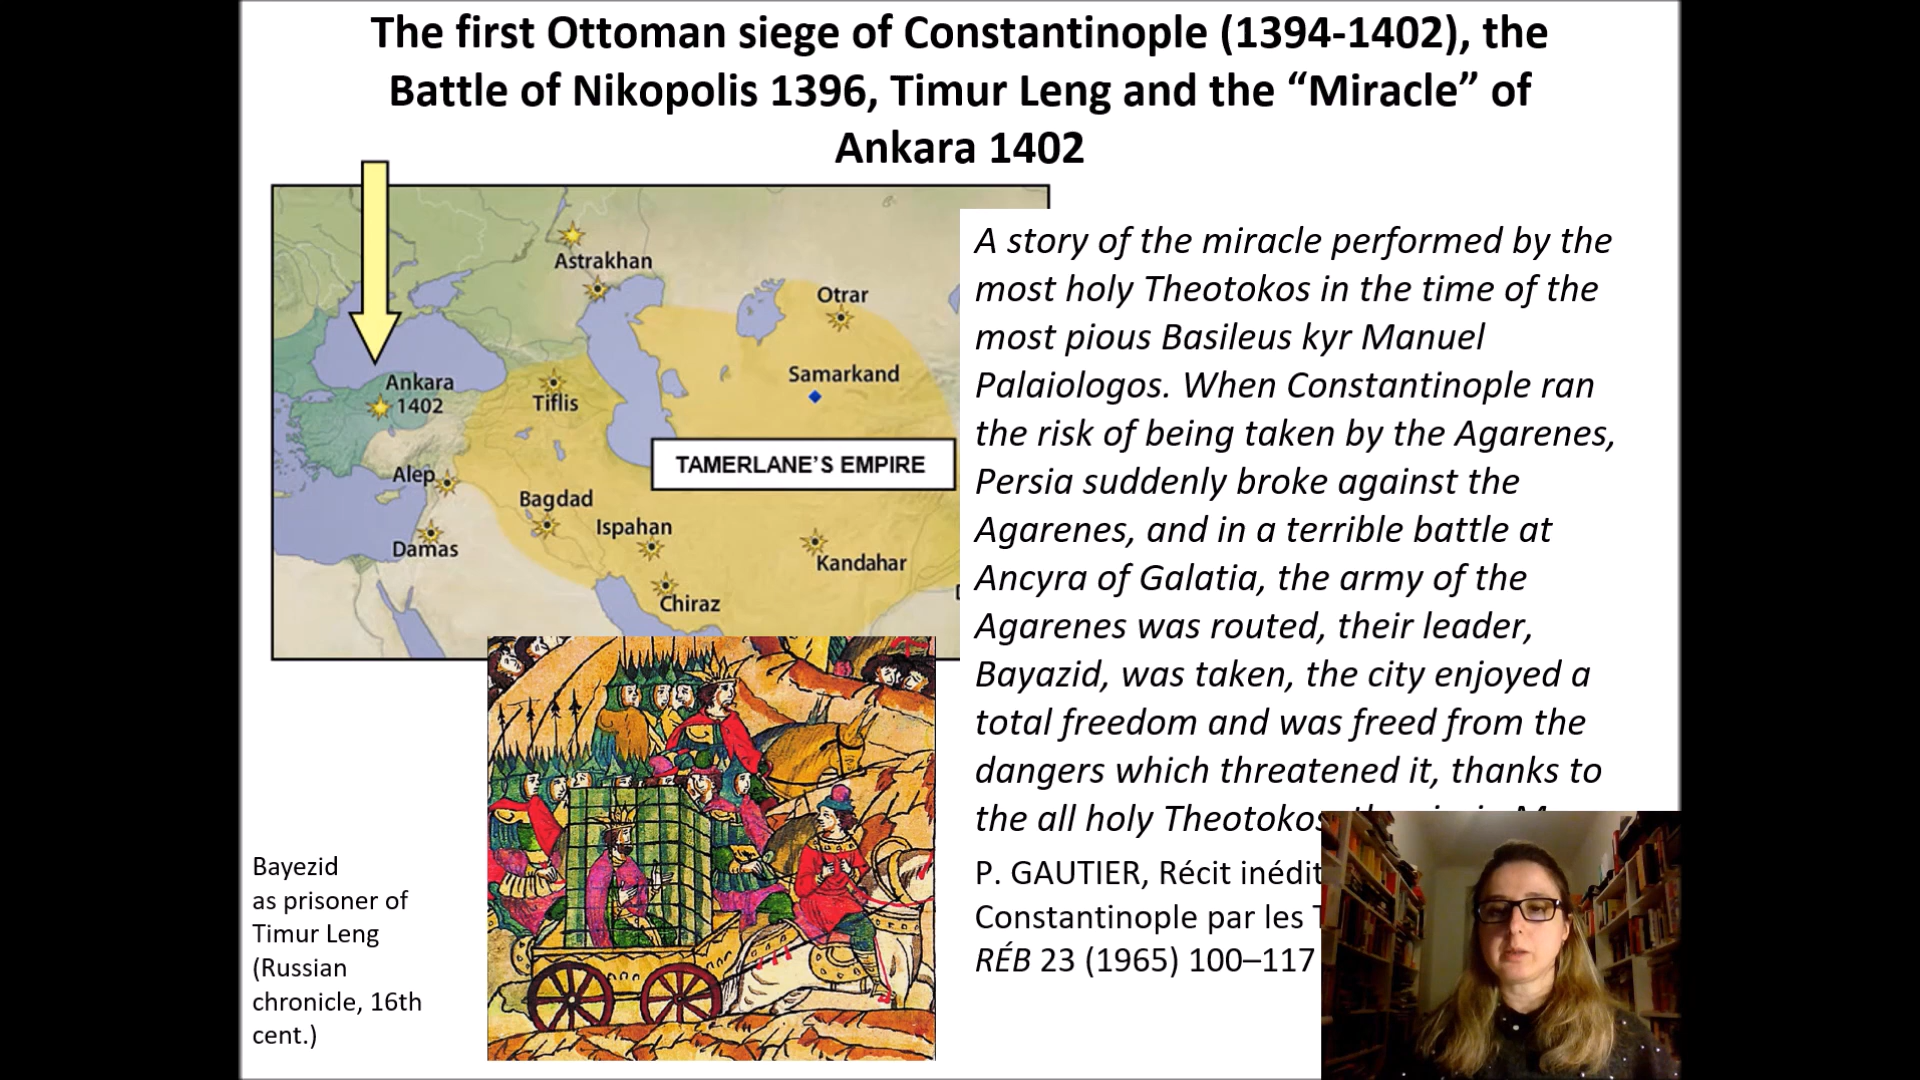 The first Ottoman siege of Constantinople (1394-1402), the
Battle of Nikopolis 1396, Timur Leng and the “Miracle” of
Ankara 1402
Astrakhan
Otrar
Samarkand
Ankara
1402
Tiflis
TAMERLANE’S EMPIRE
Alep
Bagdad
Ispahan
Damas
Kandahar
Chiraz
A story of the miracle performed by the
most holy Theotokos in the time of the
most pious Basileus kyr Manuel
Palaiologos. When Constantinople ran
the risk of being taken by the Agarenes,
Persia suddenly broke against the
Agarenes, and in a terrible battle at
Ancyra of Galatia, the army of the
Agarenes was routed, their leader,
Bayazid, was taken, the city enjoyed a
total freedom and was freed from the
dangers which threatened it, thanks to
the all holy Theotokos
P. GAUTIER, Récit inédit
Constantinople par les
RÉB 23 (1965) 100–117
Bayezid
as prisoner of
Timur Leng
(Russian
chronicle, 16th
cent.)